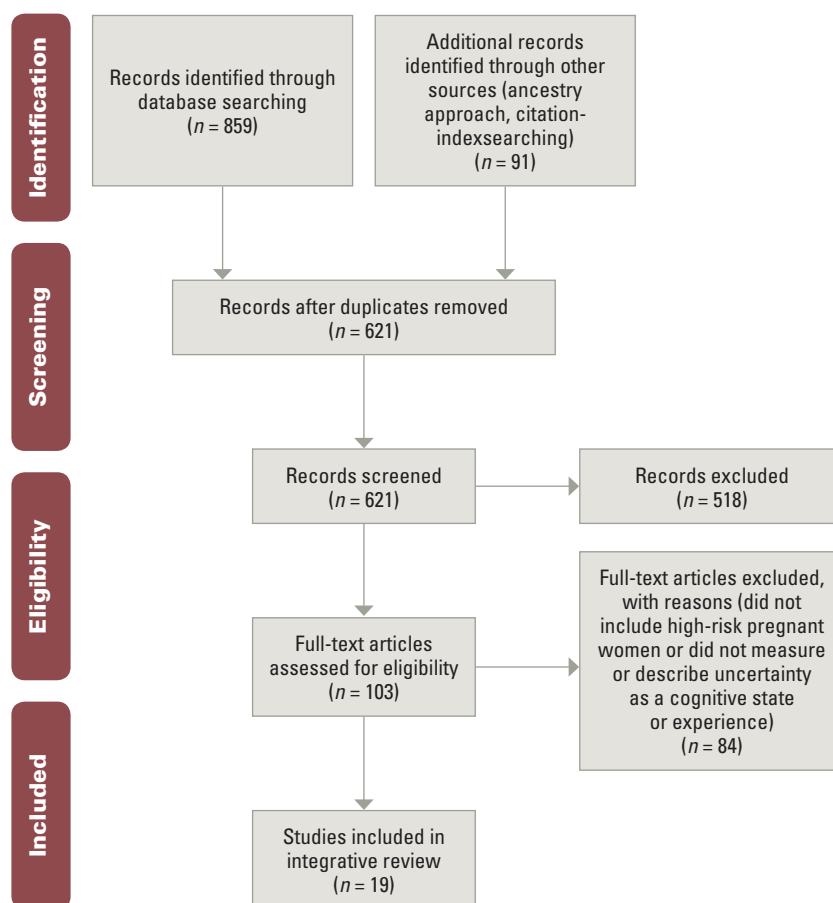 Identification
Records identified through
database searching
(n = 859)
Additional records
identified through other
sources (ancestry
approach, citation-
indexsearching)
(n = 91)
Screening
Records after duplicates removed
(n = 621)
Records screened
(n = 621)
Records excluded
(n = 518)
Eligibility
Full-text articles
assessed for eligibility
(n = 103)
Full-text articles excluded,
with reasons (did not
include high-risk pregnant
women or did not measure
or describe uncertainty
as a cognitive state
or experience)
(n = 84)
Included
Studies included in
integrative review
(n = 19)